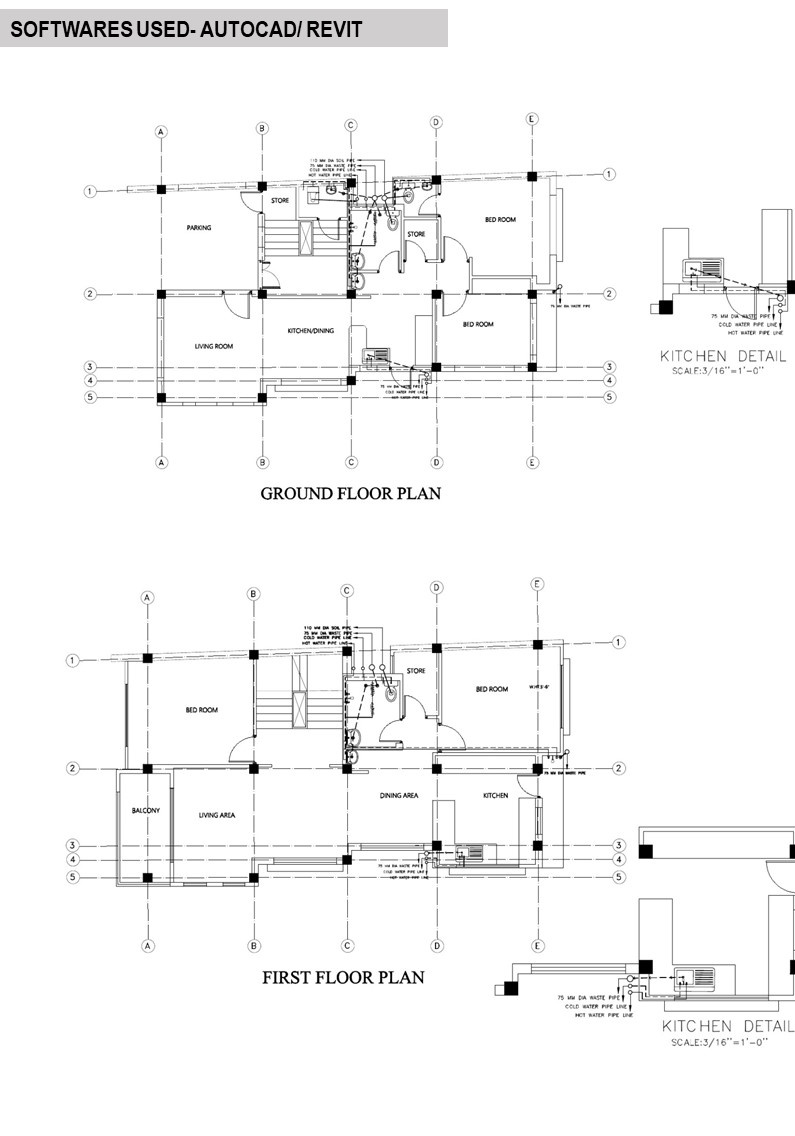 SOFTWARES USED- AUTOCAD/ REVIT
A
B
C
D
E
110 MM DIA SOIL PIPE
75 MM DIA WASTE PIPE
COLD WATER PIPE LINE
HOT WATER PIPE LINE
1
1
STORE
BED ROOM
PARKING
STORE
2
2
75 MM DIA WASTE PIPE
75 MM DIA WASTE PIPE
COLD WATER PIPE LINE
HOT WATER PIPE LINE
KITCHEN DETAIL
SCALE:3/16"=1'-0"
KITCHEN/DINING
BED ROOM
LIVING ROOM
3
3
4
4
75 MM DIA WASTE PIPE
COLD WATER PIPE LINE
HOT WATER PIPE LINE
5
5
A
B
C
D
E
GROUND FLOOR PLAN
A
B
C
D
E
110 MM DIA SOIL PIPE
75 MM DIA WASTE PIPE
COLD WATER PIPE LINE
HOT WATER PIPE LINE
1
1
STORE
BED ROOM
BED ROOM
2
2
75 MM DIA WASTE PIPE
DINING AREA
KITCHEN
BALCONY
LIVING AREA
3
3
4
4
75 MM DIA WASTE PIPE
COLD WATER PIPE LINE
HOT WATER PIPE LINE
5
5
A
B
C
D
E
FIRST FLOOR PLAN
75 MM DIA WASTE PIPE
COLD WATER PIPE LINE
HOT WATER PIPE LINE
KITCHEN DETAIL
SCALE:3/16"=1'-0"